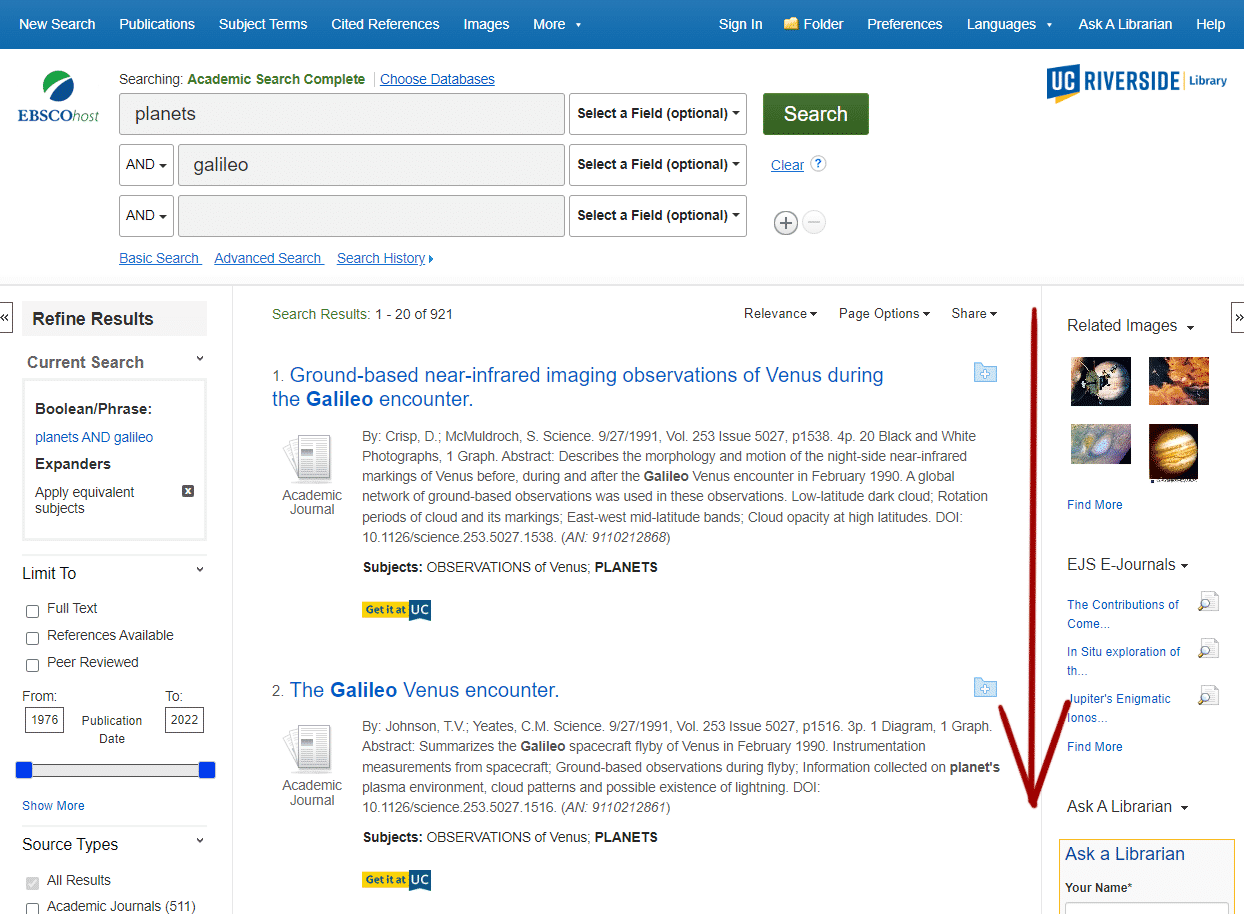 New Search Publications Subject Terms Cited References Images More Sign In Folder Preferences Languages Ask A Librarian Help
EBSCOhost
Searching: Academic Search Complete Choose Databases
UC RIVERSIDE Library
planets Select a Field (optional) Search
AND galileo Select a Field (optional) Clear ?
AND Select a Field (optional)
Basic Search Advanced Search Search History
«
Refine Results
Current Search
Boolean/Phrase:
planets AND galileo
Expanders
Apply equivalent
subjects
Limit To
Full Text
References Available
Peer Reviewed
From: To:
1976 Publication 2022
Date
Show More
Source Types
All Results
Academic Journals (511)
Search Results: 1 - 20 of 921 Relevance Page Options Share
1. Ground-based near-infrared imaging observations of Venus during
the Galileo encounter.
Academic
Journal
By: Crisp, D.; McMuldroch, S. Science. 9/27/1991, Vol. 253 Issue 5027, p1538. 4p. 20 Black and White
Photographs, 1 Graph. Abstract: Describes the morphology and motion of the night-side near-infrared
markings of Venus before, during and after the Galileo Venus encounter in February 1990. A global
network of ground-based observations was used in these observations. Low-latitude dark cloud; Rotation
periods of cloud and its markings; East-west mid-latitude bands; Cloud opacity at high latitudes. DOI:
10.1126/science.253.5027.1538. (AN: 9110212868)
Subjects: OBSERVATIONS of Venus; PLANETS
Get it at UC
2. The Galileo Venus encounter.
Academic
Journal
By: Johnson, T.V.; Yeates, C.M. Science. 9/27/1991, Vol. 253 Issue 5027, p1516. 3p. 1 Diagram, 1 Graph.
Abstract: Summarizes the Galileo spacecraft flyby of Venus in February 1990. Instrumentation
measurements from spacecraft; Ground-based observations during flyby; Information collected on planet's
plasma environment, cloud patterns and possible existence of lightning. DOI:
10.1126/science.253.5027.1516. (AN: 9110212861)
Subjects: OBSERVATIONS of Venus; PLANETS
Get it at UC
»
Related Images
Find More
EJS E-Journals
The Contributions of
Come...
In Situ exploration of
th...
Jupiter's Enigmatic
Ionos...
Find More
Ask A Librarian
Ask a Librarian
Your Name*